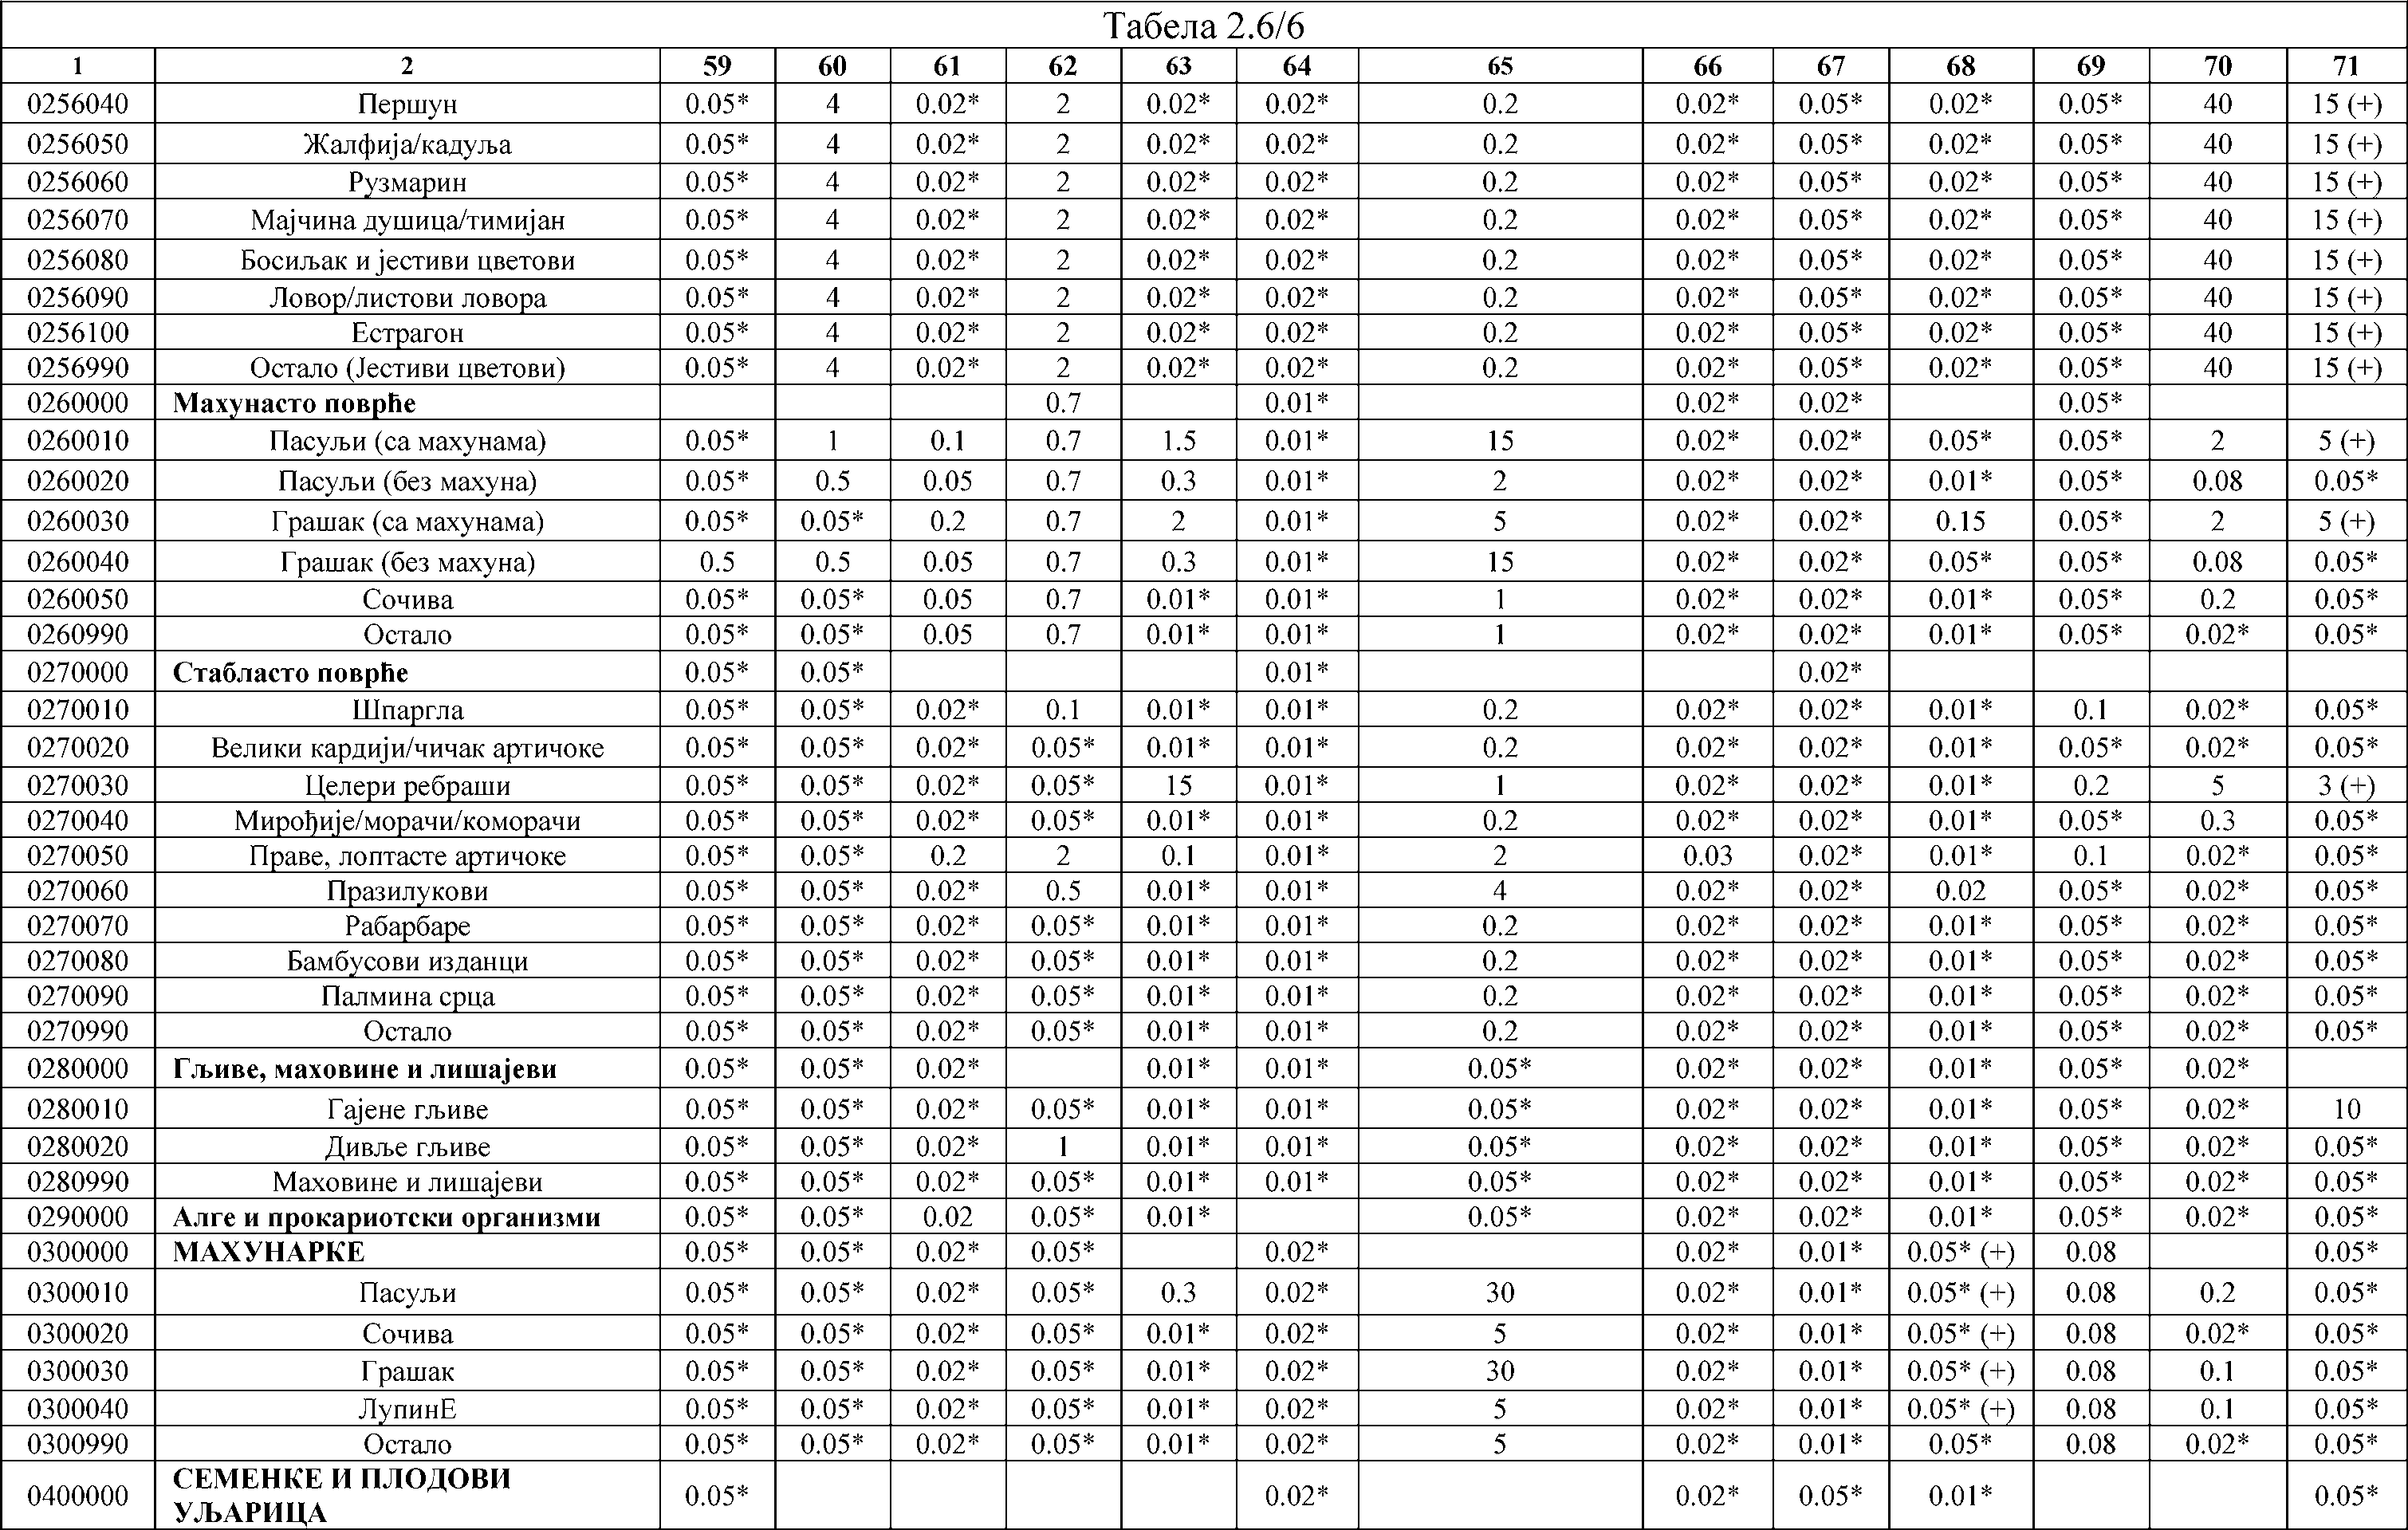 Табела 2.6/6
1 2 59 60 61 62 63 64 65 66 67 68 69 70 71
0256040 Першун 0.05* 4 0.02* 2 0.02* 0.02* 0.2 0.02* 0.05* 0.02* 0.05* 40 15 (+)
0256050 Жалфија/кадуља 0.05* 4 0.02* 2 0.02* 0.02* 0.2 0.02* 0.05* 0.02* 0.05* 40 15 (+)
0256060 Рузмарин 0.05* 4 0.02* 2 0.02* 0.02* 0.2 0.02* 0.05* 0.02* 0.05* 40 15 (+)
0256070 Мајчина душица/тимијан 0.05* 4 0.02* 2 0.02* 0.02* 0.2 0.02* 0.05* 0.02* 0.05* 40 15 (+)
0256080 Босиљак и јестиви цветови 0.05* 4 0.02* 2 0.02* 0.02* 0.2 0.02* 0.05* 0.02* 0.05* 40 15 (+)
0256090 Ловор/листови ловора 0.05* 4 0.02* 2 0.02* 0.02* 0.2 0.02* 0.05* 0.02* 0.05* 40 15 (+)
0256100 Естрагон 0.05* 4 0.02* 2 0.02* 0.02* 0.2 0.02* 0.05* 0.02* 0.05* 40 15 (+)
0256990 Остало (Јестиви цветови) 0.05* 4 0.02* 2 0.02* 0.02* 0.2 0.02* 0.05* 0.02* 0.05* 40 15 (+)
0260000 Махунасто поврће 0.7 0.01* 0.02* 0.02* 0.05*
0260010 Пасуљи (са махунама) 0.05* 1 0.1 0.7 1.5 0.01* 15 0.02* 0.02* 0.05* 0.05* 2 5 (+)
0260020 Пасуљи (без махуна) 0.05* 0.5 0.05 0.7 0.3 0.01* 2 0.02* 0.02* 0.01* 0.05* 0.08 0.05*
0260030 Грашак (са махунама) 0.05* 0.05* 0.2 0.7 2 0.01* 5 0.02* 0.02* 0.15 0.05* 2 5 (+)
0260040 Грашак (без махуна) 0.5 0.5 0.05 0.7 0.3 0.01* 15 0.02* 0.02* 0.05* 0.05* 0.08 0.05*
0260050 Сочива 0.05* 0.05* 0.05 0.7 0.01* 0.01* 1 0.02* 0.02* 0.01* 0.05* 0.2 0.05*
0260990 Остало 0.05* 0.05* 0.05 0.7 0.01* 0.01* 1 0.02* 0.02* 0.01* 0.05* 0.02* 0.05*
0270000 Стабласто поврће 0.05* 0.05* 0.01* 0.02*
0270010 Шпаргла 0.05* 0.05* 0.02* 0.1 0.01* 0.01* 0.2 0.02* 0.02* 0.01* 0.1 0.02* 0.05*
0270020 Велики кардији/чичак артичоке 0.05* 0.05* 0.02* 0.05* 0.01* 0.01* 0.2 0.02* 0.02* 0.01* 0.05* 0.02* 0.05*
0270030 Целери ребраши 0.05* 0.05* 0.02* 0.05* 15 0.01* 1 0.02* 0.02* 0.01* 0.2 5 3 (+)
0270040 Мирођије/морачи/коморачи 0.05* 0.05* 0.02* 0.05* 0.01* 0.01* 0.2 0.02* 0.02* 0.01* 0.05* 0.3 0.05*
0270050 Праве, лоптасте артичоке 0.05* 0.05* 0.2 2 0.1 0.01* 2 0.03 0.02* 0.01* 0.1 0.02* 0.05*
0270060 Празилукови 0.05* 0.05* 0.02* 0.5 0.01* 0.01* 4 0.02* 0.02* 0.02 0.05* 0.02* 0.05*
0270070 Рабарбаре 0.05* 0.05* 0.02* 0.05* 0.01* 0.01* 0.2 0.02* 0.02* 0.01* 0.05* 0.02* 0.05*
0270080 Бамбусови изданци 0.05* 0.05* 0.02* 0.05* 0.01* 0.01* 0.2 0.02* 0.02* 0.01* 0.05* 0.02* 0.05*
0270090 Палмина срца 0.05* 0.05* 0.02* 0.05* 0.01* 0.01* 0.2 0.02* 0.02* 0.01* 0.05* 0.02* 0.05*
0270990 Остало 0.05* 0.05* 0.02* 0.05* 0.01* 0.01* 0.2 0.02* 0.02* 0.01* 0.05* 0.02* 0.05*
0280000 Гљиве, маховине и лишајеви 0.05* 0.05* 0.02* 0.01* 0.01* 0.05* 0.02* 0.02* 0.01* 0.05* 0.02*
0280010 Гајене гљиве 0.05* 0.05* 0.02* 0.05* 0.01* 0.01* 0.05* 0.02* 0.02* 0.01* 0.05* 0.02* 10
0280020 Дивље гљиве 0.05* 0.05* 0.02* 1 0.01* 0.01* 0.05* 0.02* 0.02* 0.01* 0.05* 0.02* 0.05*
0280990 Маховине и лишајеви 0.05* 0.05* 0.02* 0.05* 0.01* 0.01* 0.05* 0.02* 0.02* 0.01* 0.05* 0.02* 0.05*
0290000 Алге и прокариотски организми 0.05* 0.05* 0.02 0.05* 0.01* 0.05* 0.02* 0.02* 0.01* 0.05* 0.02* 0.05*
0300000 МАХУНАРКЕ 0.05* 0.05* 0.02* 0.05* 0.02* 0.02* 0.01* 0.05* (+) 0.08 0.05*
0300010 Пасуљи 0.05* 0.05* 0.02* 0.05* 0.3 0.02* 30 0.02* 0.01* 0.05* (+) 0.08 0.2 0.05*
0300020 Сочива 0.05* 0.05* 0.02* 0.05* 0.01* 0.02* 5 0.02* 0.01* 0.05* (+) 0.08 0.02* 0.05*
0300030 Грашак 0.05* 0.05* 0.02* 0.05* 0.01* 0.02* 30 0.02* 0.01* 0.05* (+) 0.08 0.1 0.05*
0300040 ЛупинЕ 0.05* 0.05* 0.02* 0.05* 0.01* 0.02* 5 0.02* 0.01* 0.05* (+) 0.08 0.1 0.05*
0300990 Остало 0.05* 0.05* 0.02* 0.05* 0.01* 0.02* 5 0.02* 0.01* 0.05* 0.08 0.02* 0.05*
СЕМЕНКЕ И ПЛОДОВИ
0400000 УЉАРИЦА 0.05* 0.02* 0.02* 0.05* 0.01* 0.05*